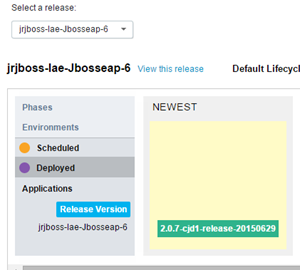 Select a release:
jrjboss-lae-Jbosseap-6
jrjboss-lae-Jbosseap-6 View this release Default Lifecyc
Phases
Environments
Scheduled
Deployed
Applications
Release Version
jrjboss-lae-Jbosseap-6
NEWEST
2.0.7-cjd1-release-20150629